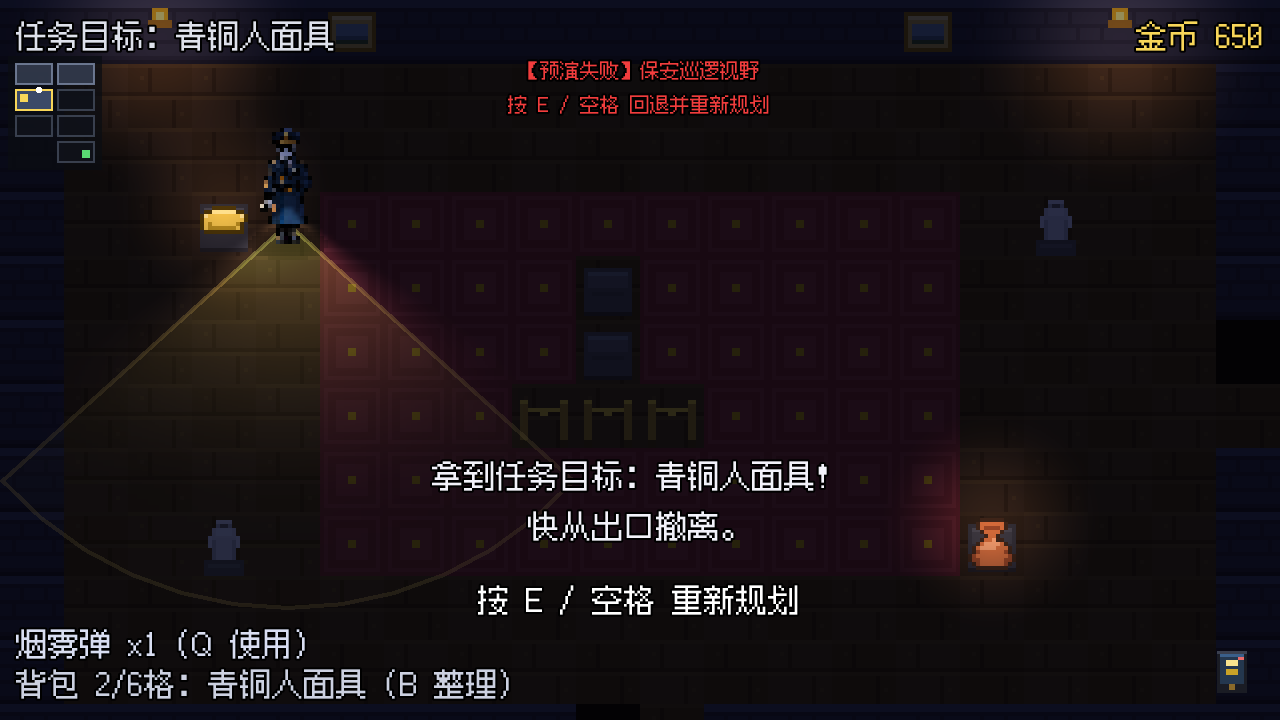 任务目标：青铜人面具
金币 650
【预演失败】保安巡逻视野
按 E / 空格 回退并重新规划
拿到任务目标：青铜人面具！
快从出口撤离。
按 E / 空格 重新规划
烟雾弹 x1（Q 使用）
背包 2/6格：青铜人面具（B 整理）